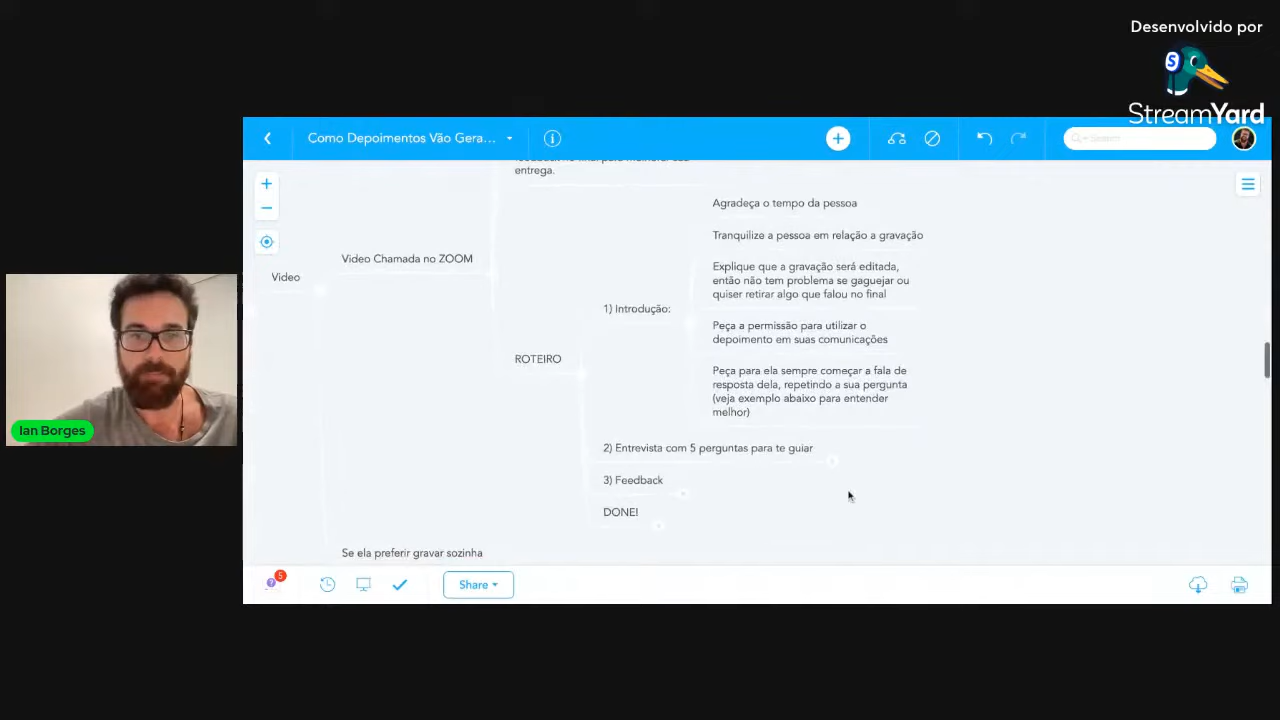 Desenvolvido por
StreamYard
Como Depoimentos Vão Gera...
Search
entrega.
Agradeça o tempo da pessoa
Tranquilize a pessoa em relação a gravação
Video Chamada no ZOOM
Video
Explique que a gravação será editada,
então não tem problema se gaguejar ou
quiser retirar algo que falou no final
1) Introdução:
Peça a permissão para utilizar o
depoimento em suas comunicações
ROTEIRO
Peça para ela sempre começar a fala de
resposta dela, repetindo a sua pergunta
(veja exemplo abaixo para entender
melhor)
Ian Borges
2) Entrevista com 5 perguntas para te guiar
3) Feedback
DONE!
Se ela preferir gravar sozinha
5
Share